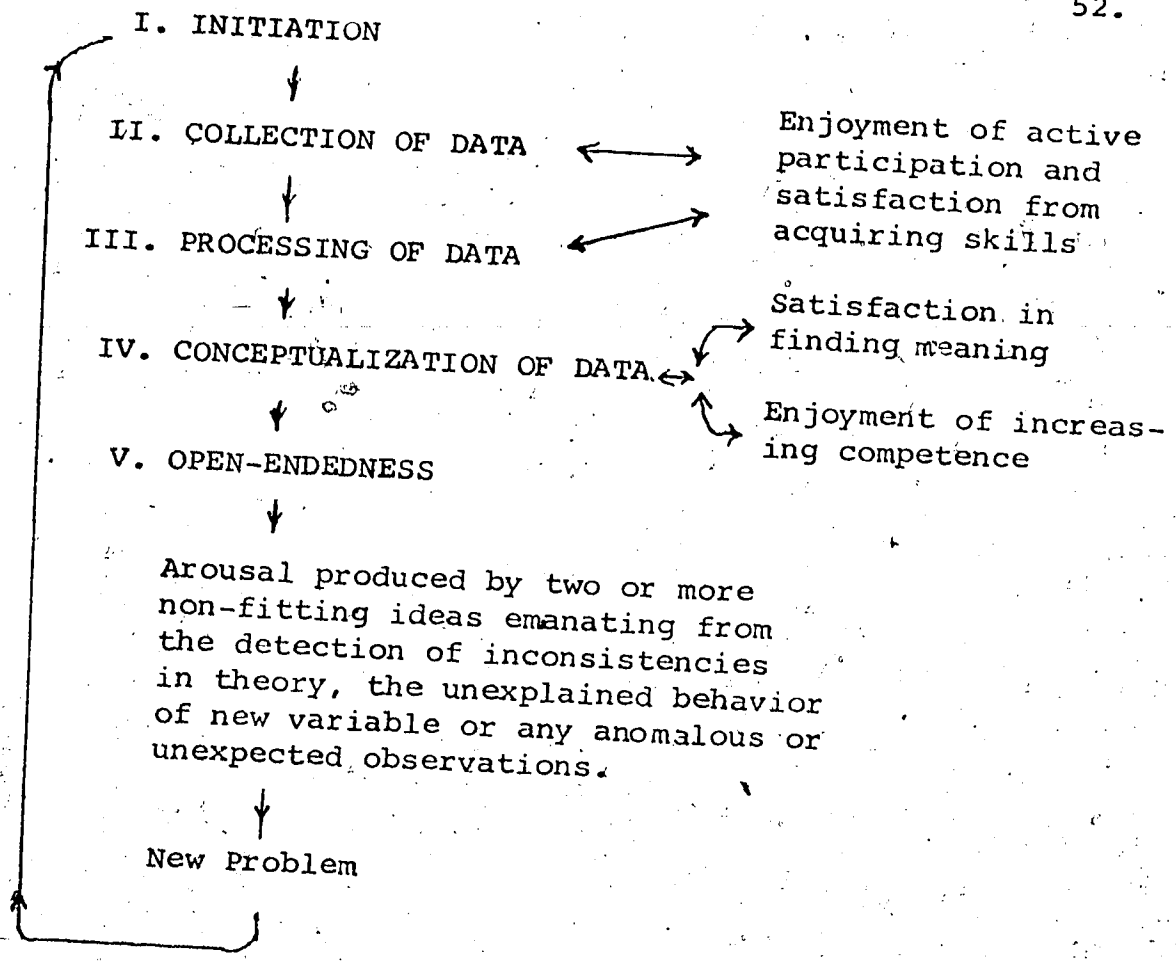 52.
I. INITIATION
II. COLLECTION OF DATA
Enjoyment of active
participation and
satisfaction from
acquiring skills
III. PROCESSING OF DATA
Satisfaction in
finding meaning
IV. CONCEPTUALIZATION OF DATA
Enjoyment of increas-
ing competence
V. OPEN-ENDEDNESS
Arousal produced by two or more
non-fitting ideas emanating from
the detection of inconsistencies
in theory, the unexplained behavior
of new variable or any anomalous or
unexpected observations.
New Problem